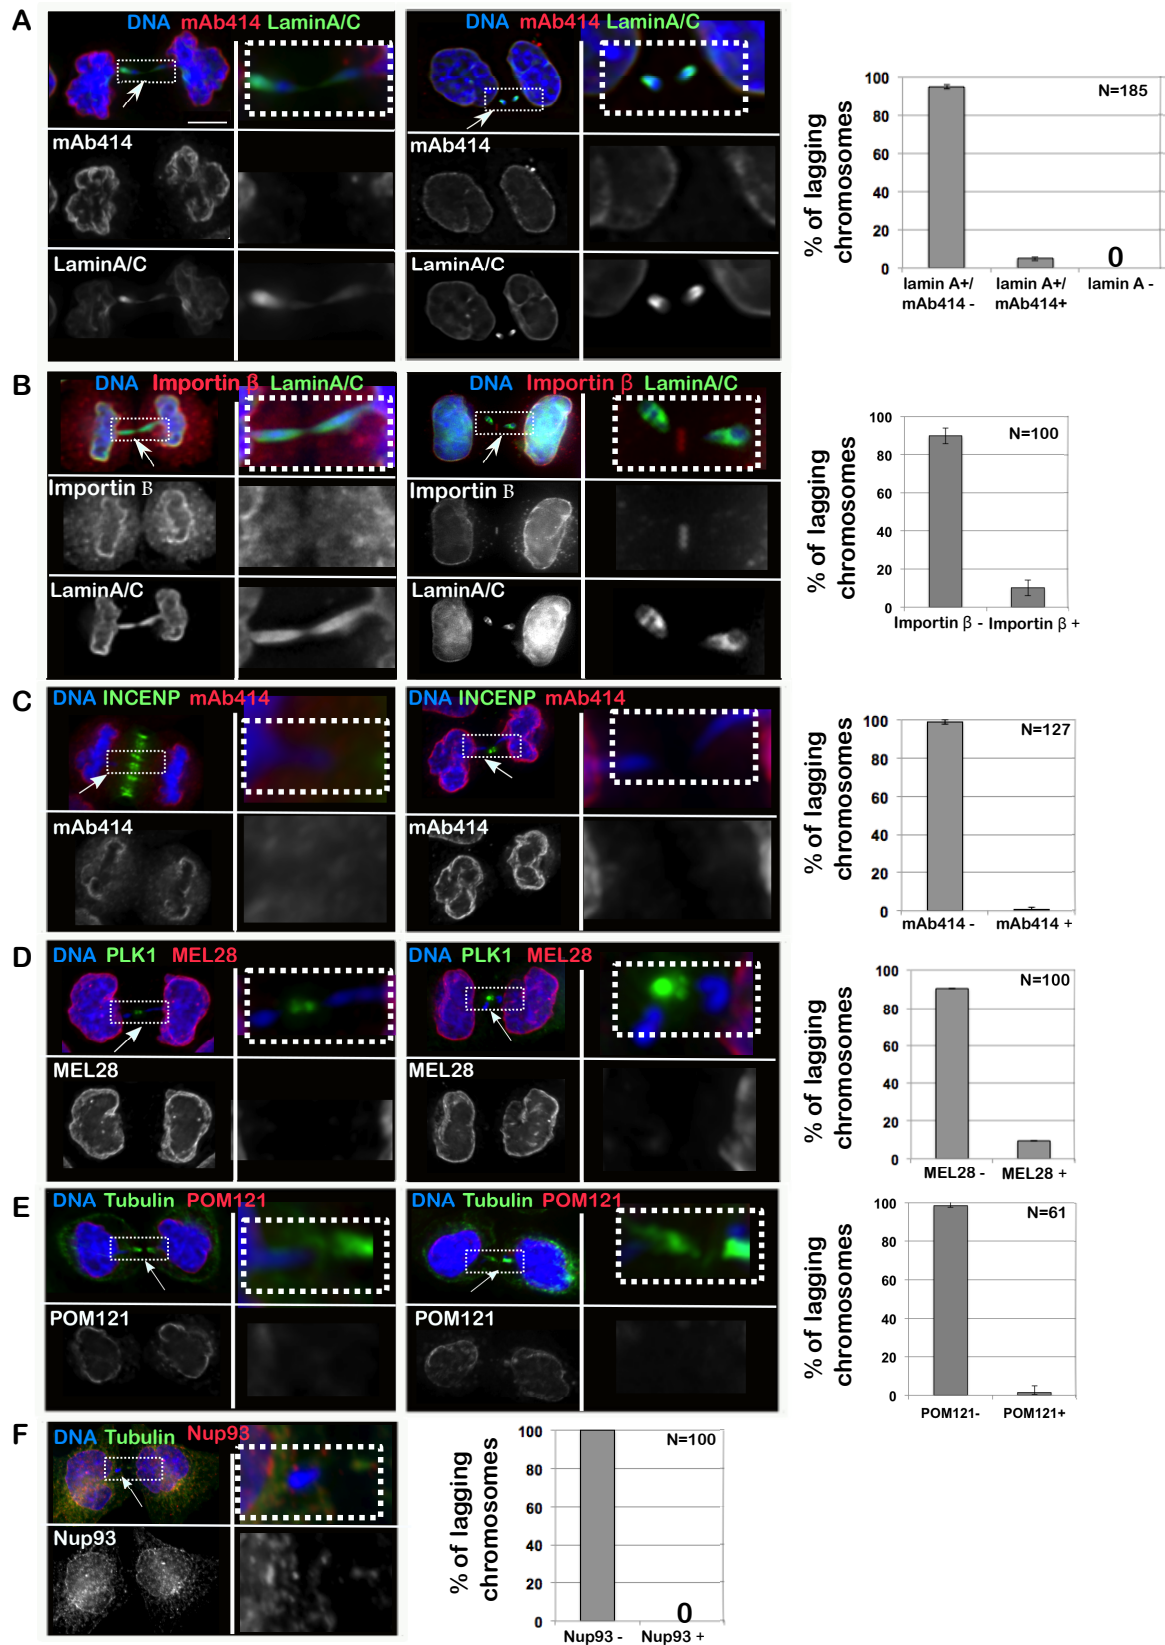 A
DNA mAb414 LaminA/C
DNA mAb414 LaminA/C
mAb414
mAb414
LaminA/C
LaminA/C
% of lagging
chromosomes
N=185
100
80
60
40
20
0
0
lamin A+/
mAb414 -
lamin A+/
mAb414+
lamin A -
B
DNA Importin β LaminA/C
DNA Importin β LaminA/C
Importin B
Importin B
LaminA/C
LaminA/C
% of lagging
chromosomes
N=100
100
80
60
40
20
0
Importin β - Importin β +
C
DNA INCENP mAb414
DNA INCENP mAb414
mAb414
mAb414
% of lagging
chromosomes
N=127
100
80
60
40
20
0
mAb414 - mAb414 +
D
DNA PLK1 MEL28
DNA PLK1 MEL28
MEL28
MEL28
% of lagging
chromosomes
N=100
100
80
60
40
20
0
MEL28 - MEL28 +
E
DNA Tubulin POM121
DNA Tubulin POM121
POM121
POM121
% of lagging
chromosomes
N=61
100
80
60
40
20
0
POM121- POM121+
F
DNA Tubulin Nup93
Nup93
% of lagging
chromosomes
N=100
100
80
60
40
20
0
0
Nup93 - Nup93 +